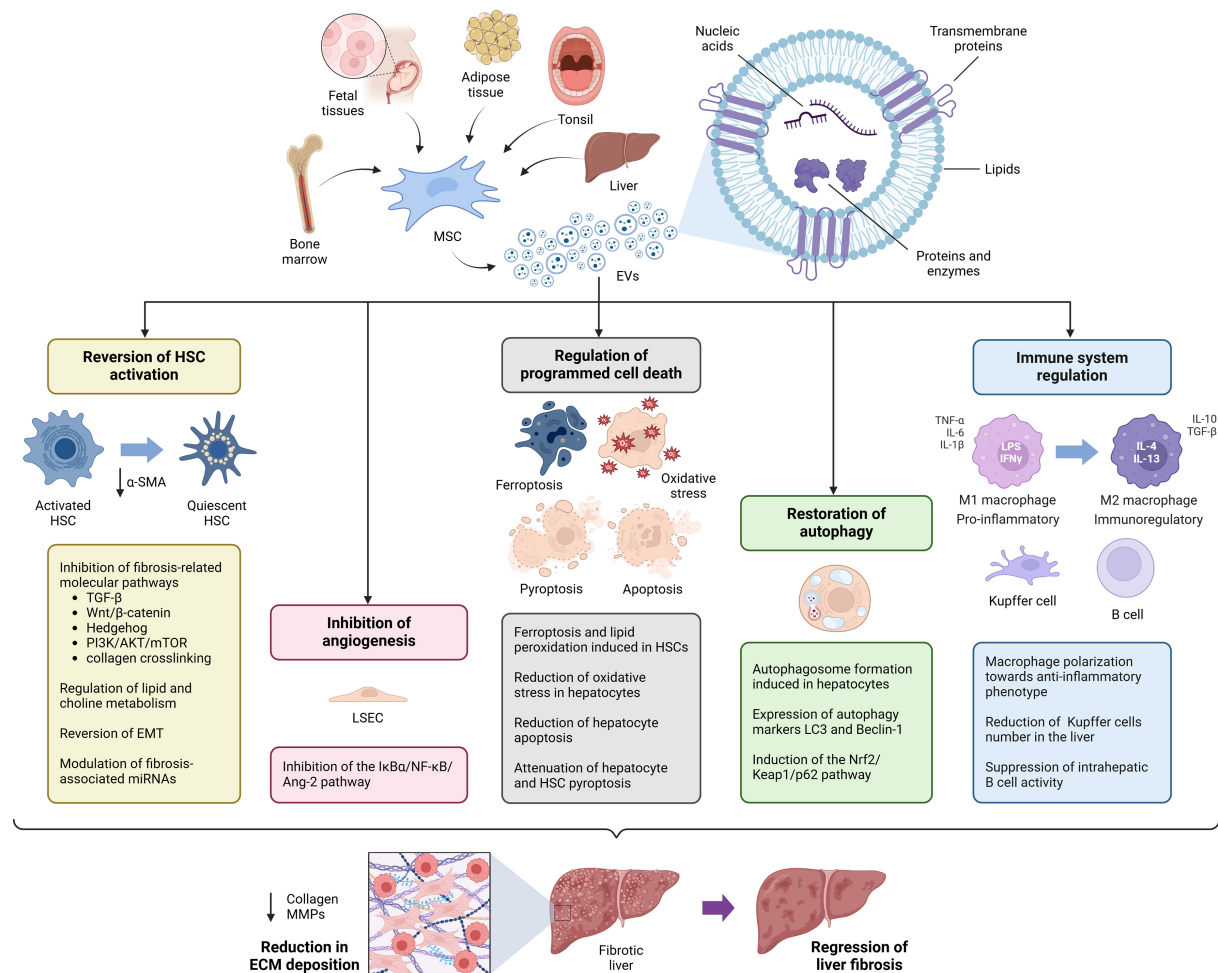 Fetal
tissues
Adipose
tissue
Tonsil
Liver
Bone
marrow
MSC
EVs
Nucleic
acids
Transmembrane
proteins
Lipids
Proteins and
enzymes
Reversion of HSC
activation
Activated
HSC
α-SMA
Quiescent
HSC
Inhibition of fibrosis-related
molecular pathways
• TGF-β
• Wnt/β-catenin
• Hedgehog
• PI3K/AKT/mTOR
• collagen crosslinking
Regulation of lipid and
choline metabolism
Reversion of EMT
Modulation of fibrosis-
associated miRNAs
Inhibition of
angiogenesis
LSEC
Inhibition of the IκBα/NF-κB/
Ang-2 pathway
Regulation of
programmed cell death
Ferroptosis
Oxidative
stress
Pyroptosis
Apoptosis
Ferroptosis and lipid
peroxidation induced in HSCs
Reduction of oxidative
stress in hepatocytes
Reduction of hepatocyte
apoptosis
Attenuation of hepatocyte
and HSC pyroptosis
Restoration of
autophagy
Autophagosome formation
induced in hepatocytes
Expression of autophagy
markers LC3 and Beclin-1
Induction of the Nrf2/
Keap1/p62 pathway
Immune system
regulation
TNF-α
IL-6
IL-1β
LPS
IFNγ
IL-4
IL-13
IL-10
TGF-β
M1 macrophage
Pro-inflammatory
M2 macrophage
Immunoregulatory
Kupffer cell
B cell
Macrophage polarization
towards anti-inflammatory
phenotype
Reduction of Kupffer cells
number in the liver
Suppression of intrahepatic
B cell activity
Collagen
MMPs
Reduction in
ECM deposition
Fibrotic
liver
Regression of
liver fibrosis